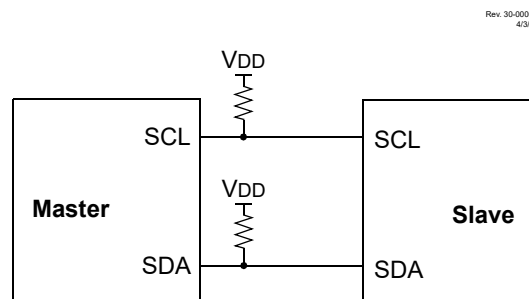 Rev. 30-000
4/3/
VDD
SCL
SCL
VDD
Master
Slave
SDA
SDA